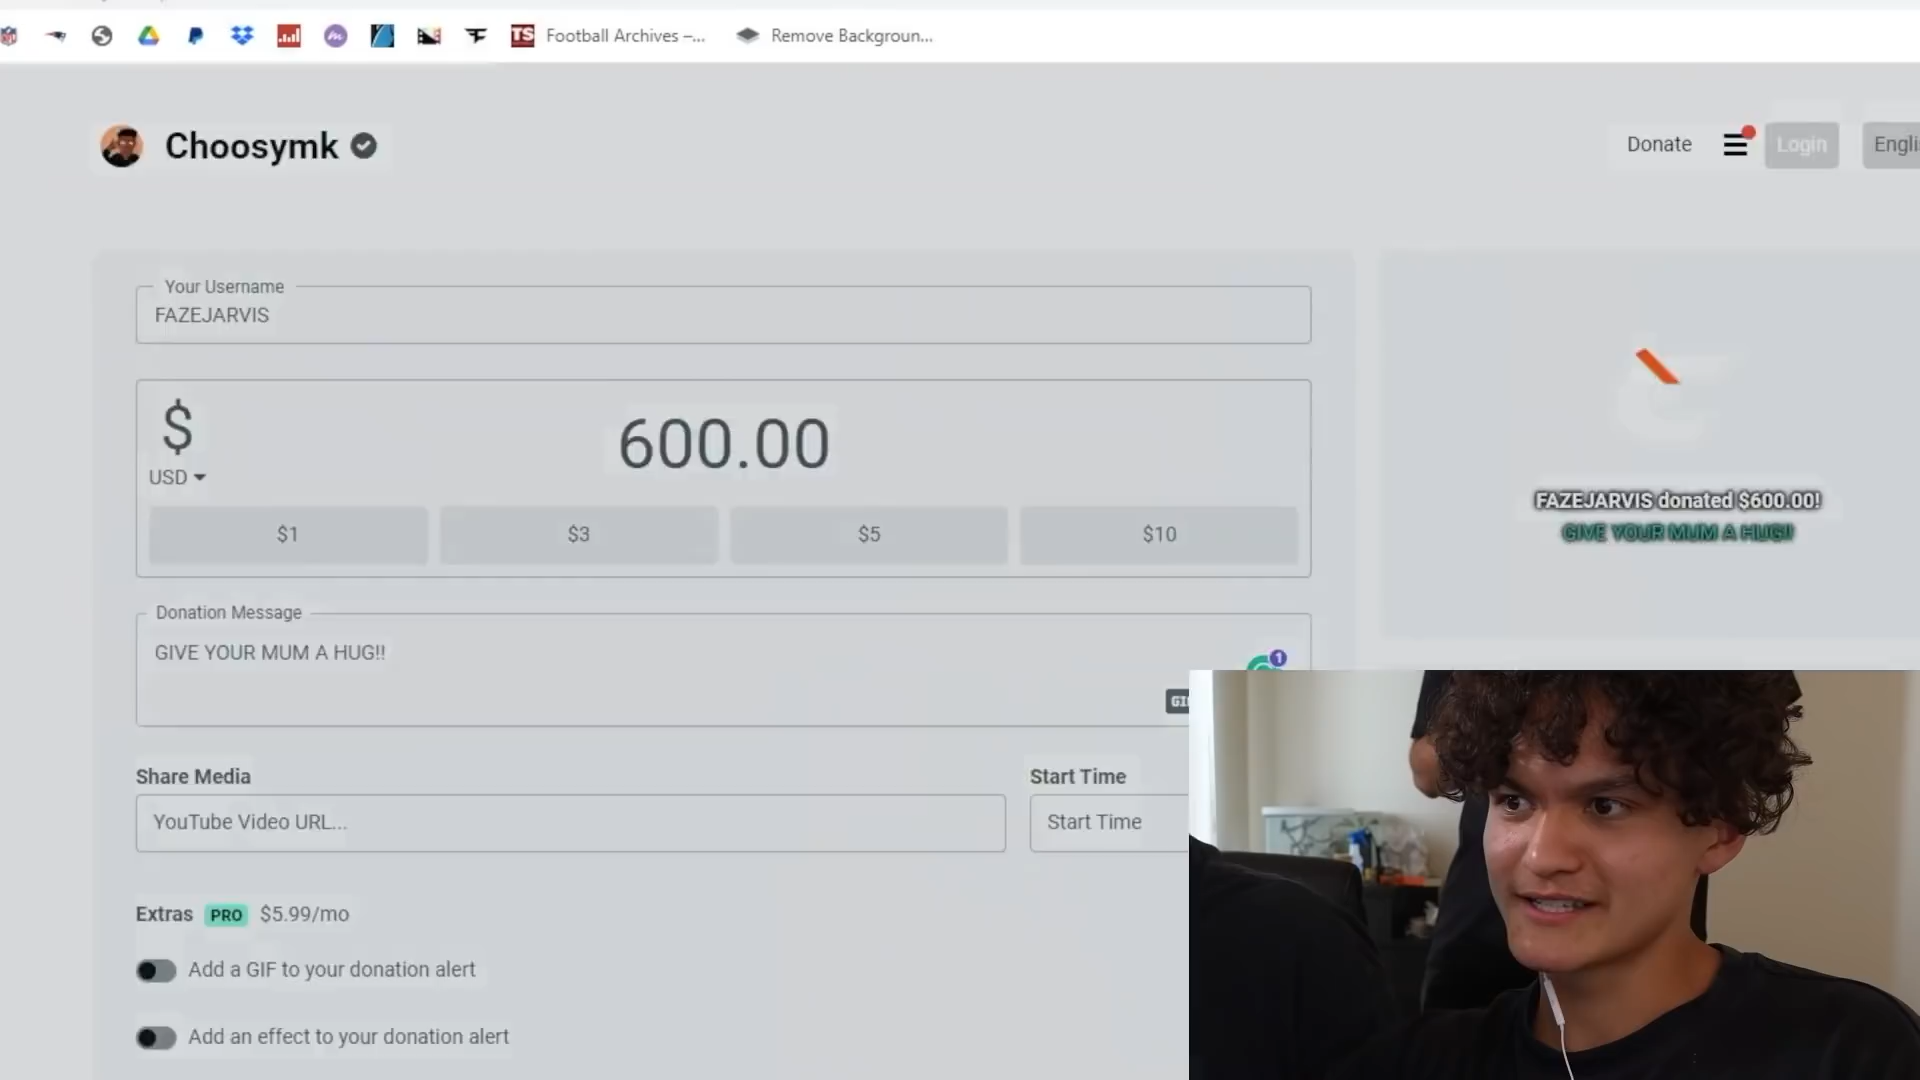 TS Football Archives –...
Remove Backgroun...
Choosymk
Donate
Login
Your Username
FAZEJARVIS
$
600.00
USD
$1
$3
$5
$10
FAZEJARVIS donated $600.00!
GIVE YOUR MUM A HUG!!
Donation Message
GIVE YOUR MUM A HUG!!
1
Share Media
Start Time
YouTube Video URL...
Start Time
Extras PRO $5.99/mo
Add a GIF to your donation alert
Add an effect to your donation alert